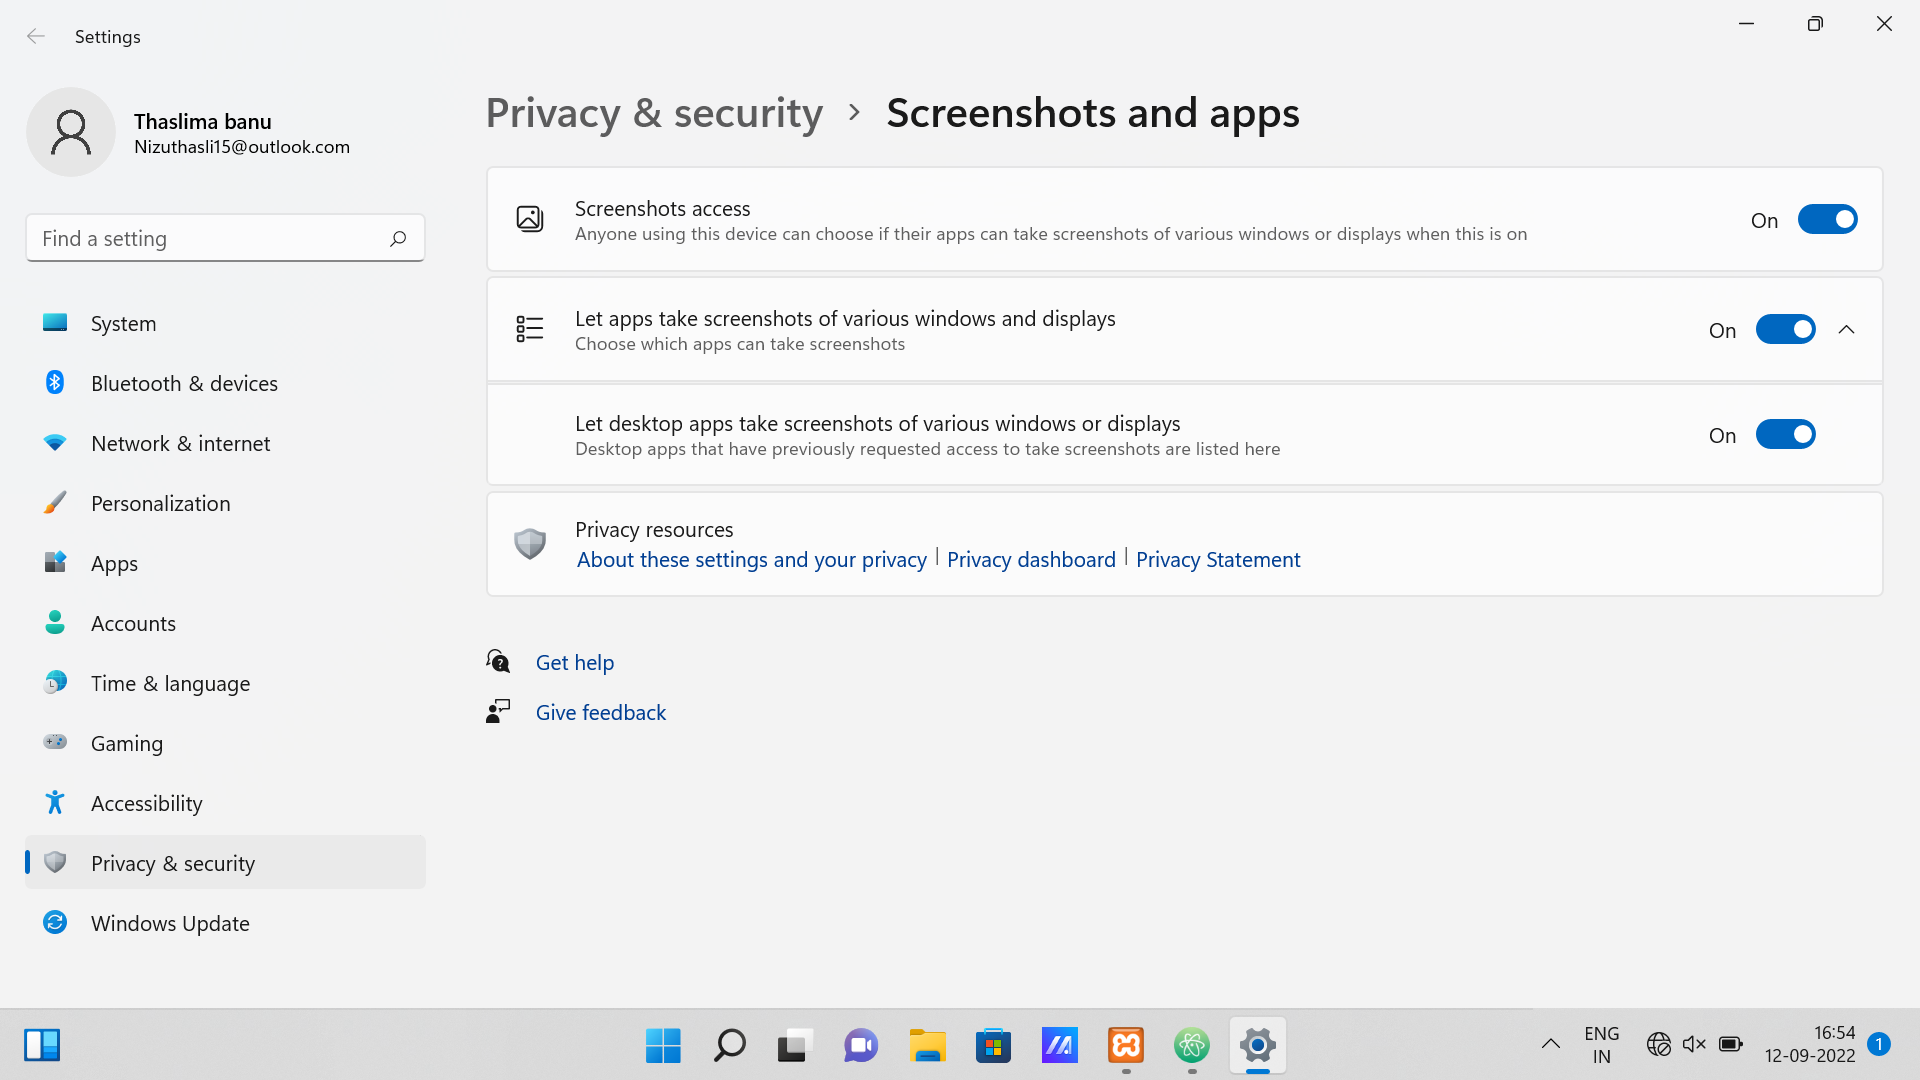 Settings
Thaslima banu
Nizuthasli15@outlook.com
Find a setting
System
Bluetooth & devices
Network & internet
Personalization
Apps
Accounts
Time & language
Gaming
Accessibility
Privacy & security
Windows Update
Privacy & security > Screenshots and apps
Screenshots access
Anyone using this device can choose if their apps can take screenshots of various windows or displays when this is on
On
Let apps take screenshots of various windows and displays
Choose which apps can take screenshots
On
Let desktop apps take screenshots of various windows or displays
Desktop apps that have previously requested access to take screenshots are listed here
On
Privacy resources
About these settings and your privacy | Privacy dashboard | Privacy Statement
Get help
Give feedback
ENG
IN
16:54
12-09-2022
1